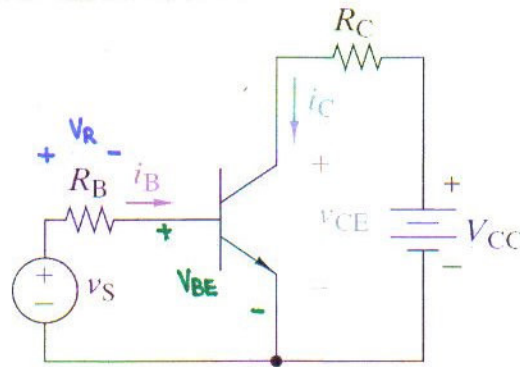 R_C
i_C
V_R
+ -
R_B
i_B
+
+
+
v_CE
V_CC
+
-
v_S
V_BE
-
-
-